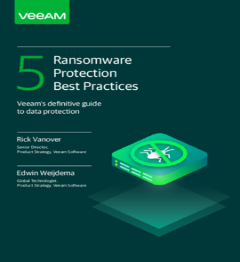 veeAM
5
Ransomware
Protection
Best Practices
Veeam's definitive guide
to data protection
Rick Vanover
Senior Director,
Product Strategy, Veeam Software
Edwin Weijdema
Global Technologist,
Product Strategy, Veeam Software